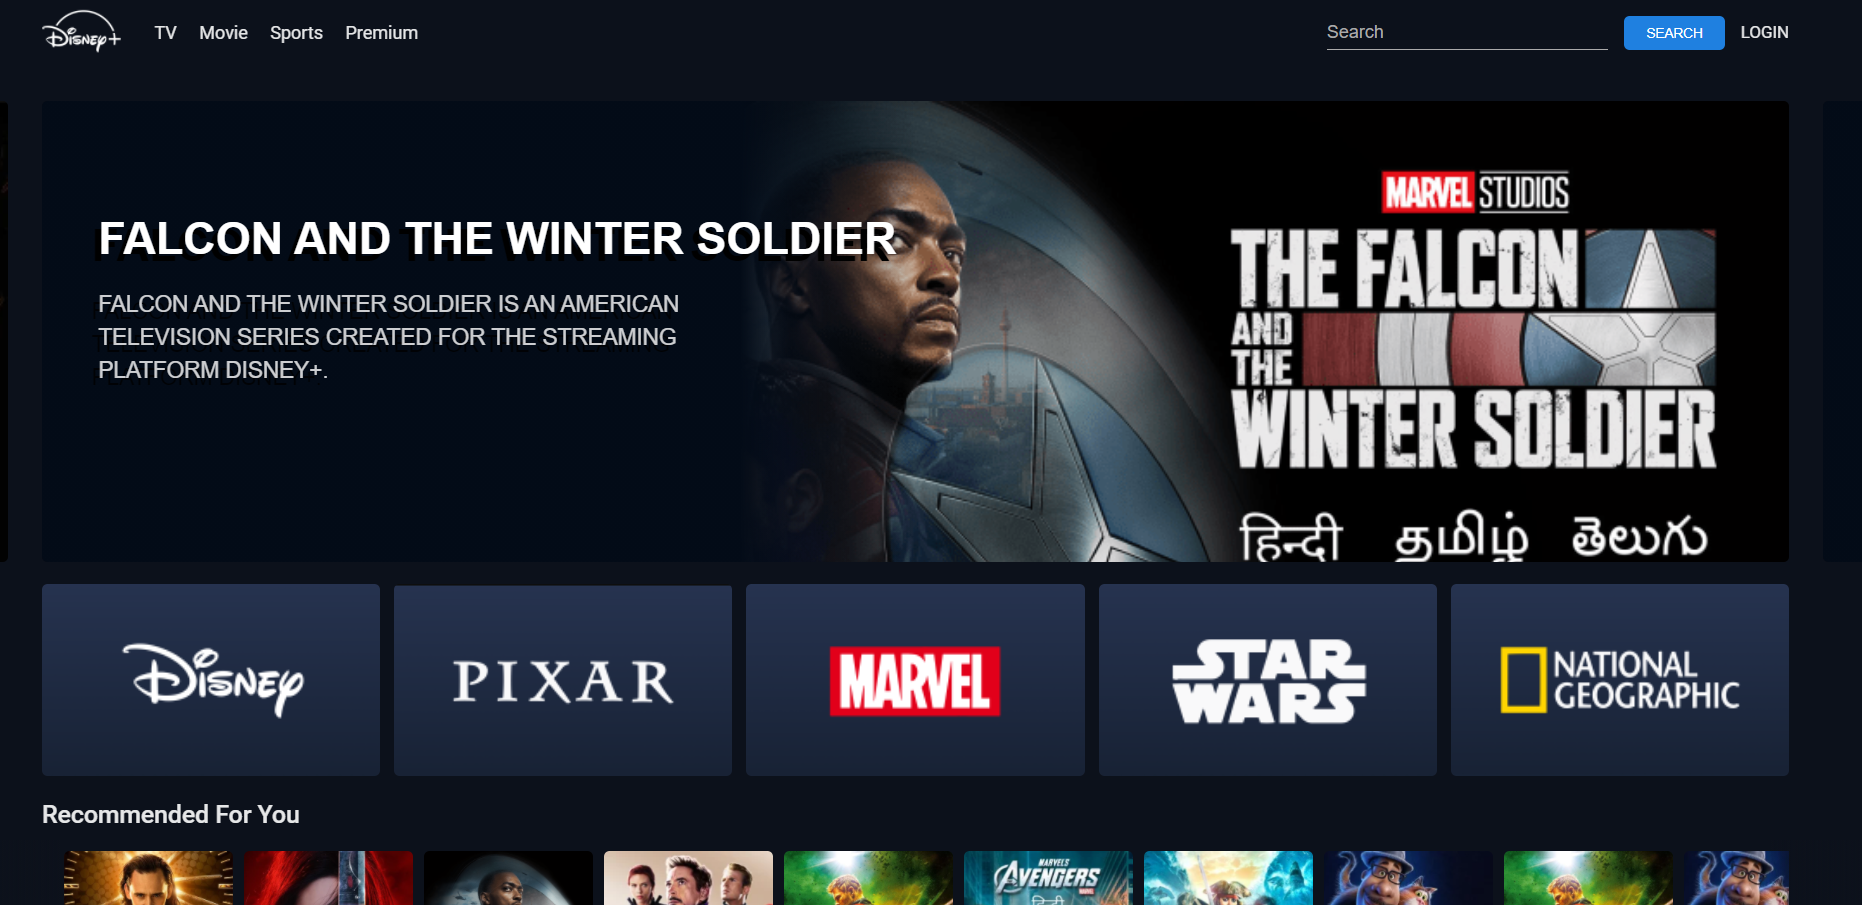 Disney+
TV Movie Sports Premium
Search
SEARCH
LOGIN
FALCON AND THE WINTER SOLDIER
FALCON AND THE WINTER SOLDIER IS AN AMERICAN
TELEVISION SERIES CREATED FOR THE STREAMING
PLATFORM DISNEY+.
MARVEL STUDIOS
THE FALCON
AND
THE
WINTER SOLDIER
हिन्दी தமிழ் తెలుగు
Disney
PIXAR
MARVEL
STAR
WARS
NATIONAL
GEOGRAPHIC
Recommended For You
MARVEL'S
AVENGERS
MARVEL